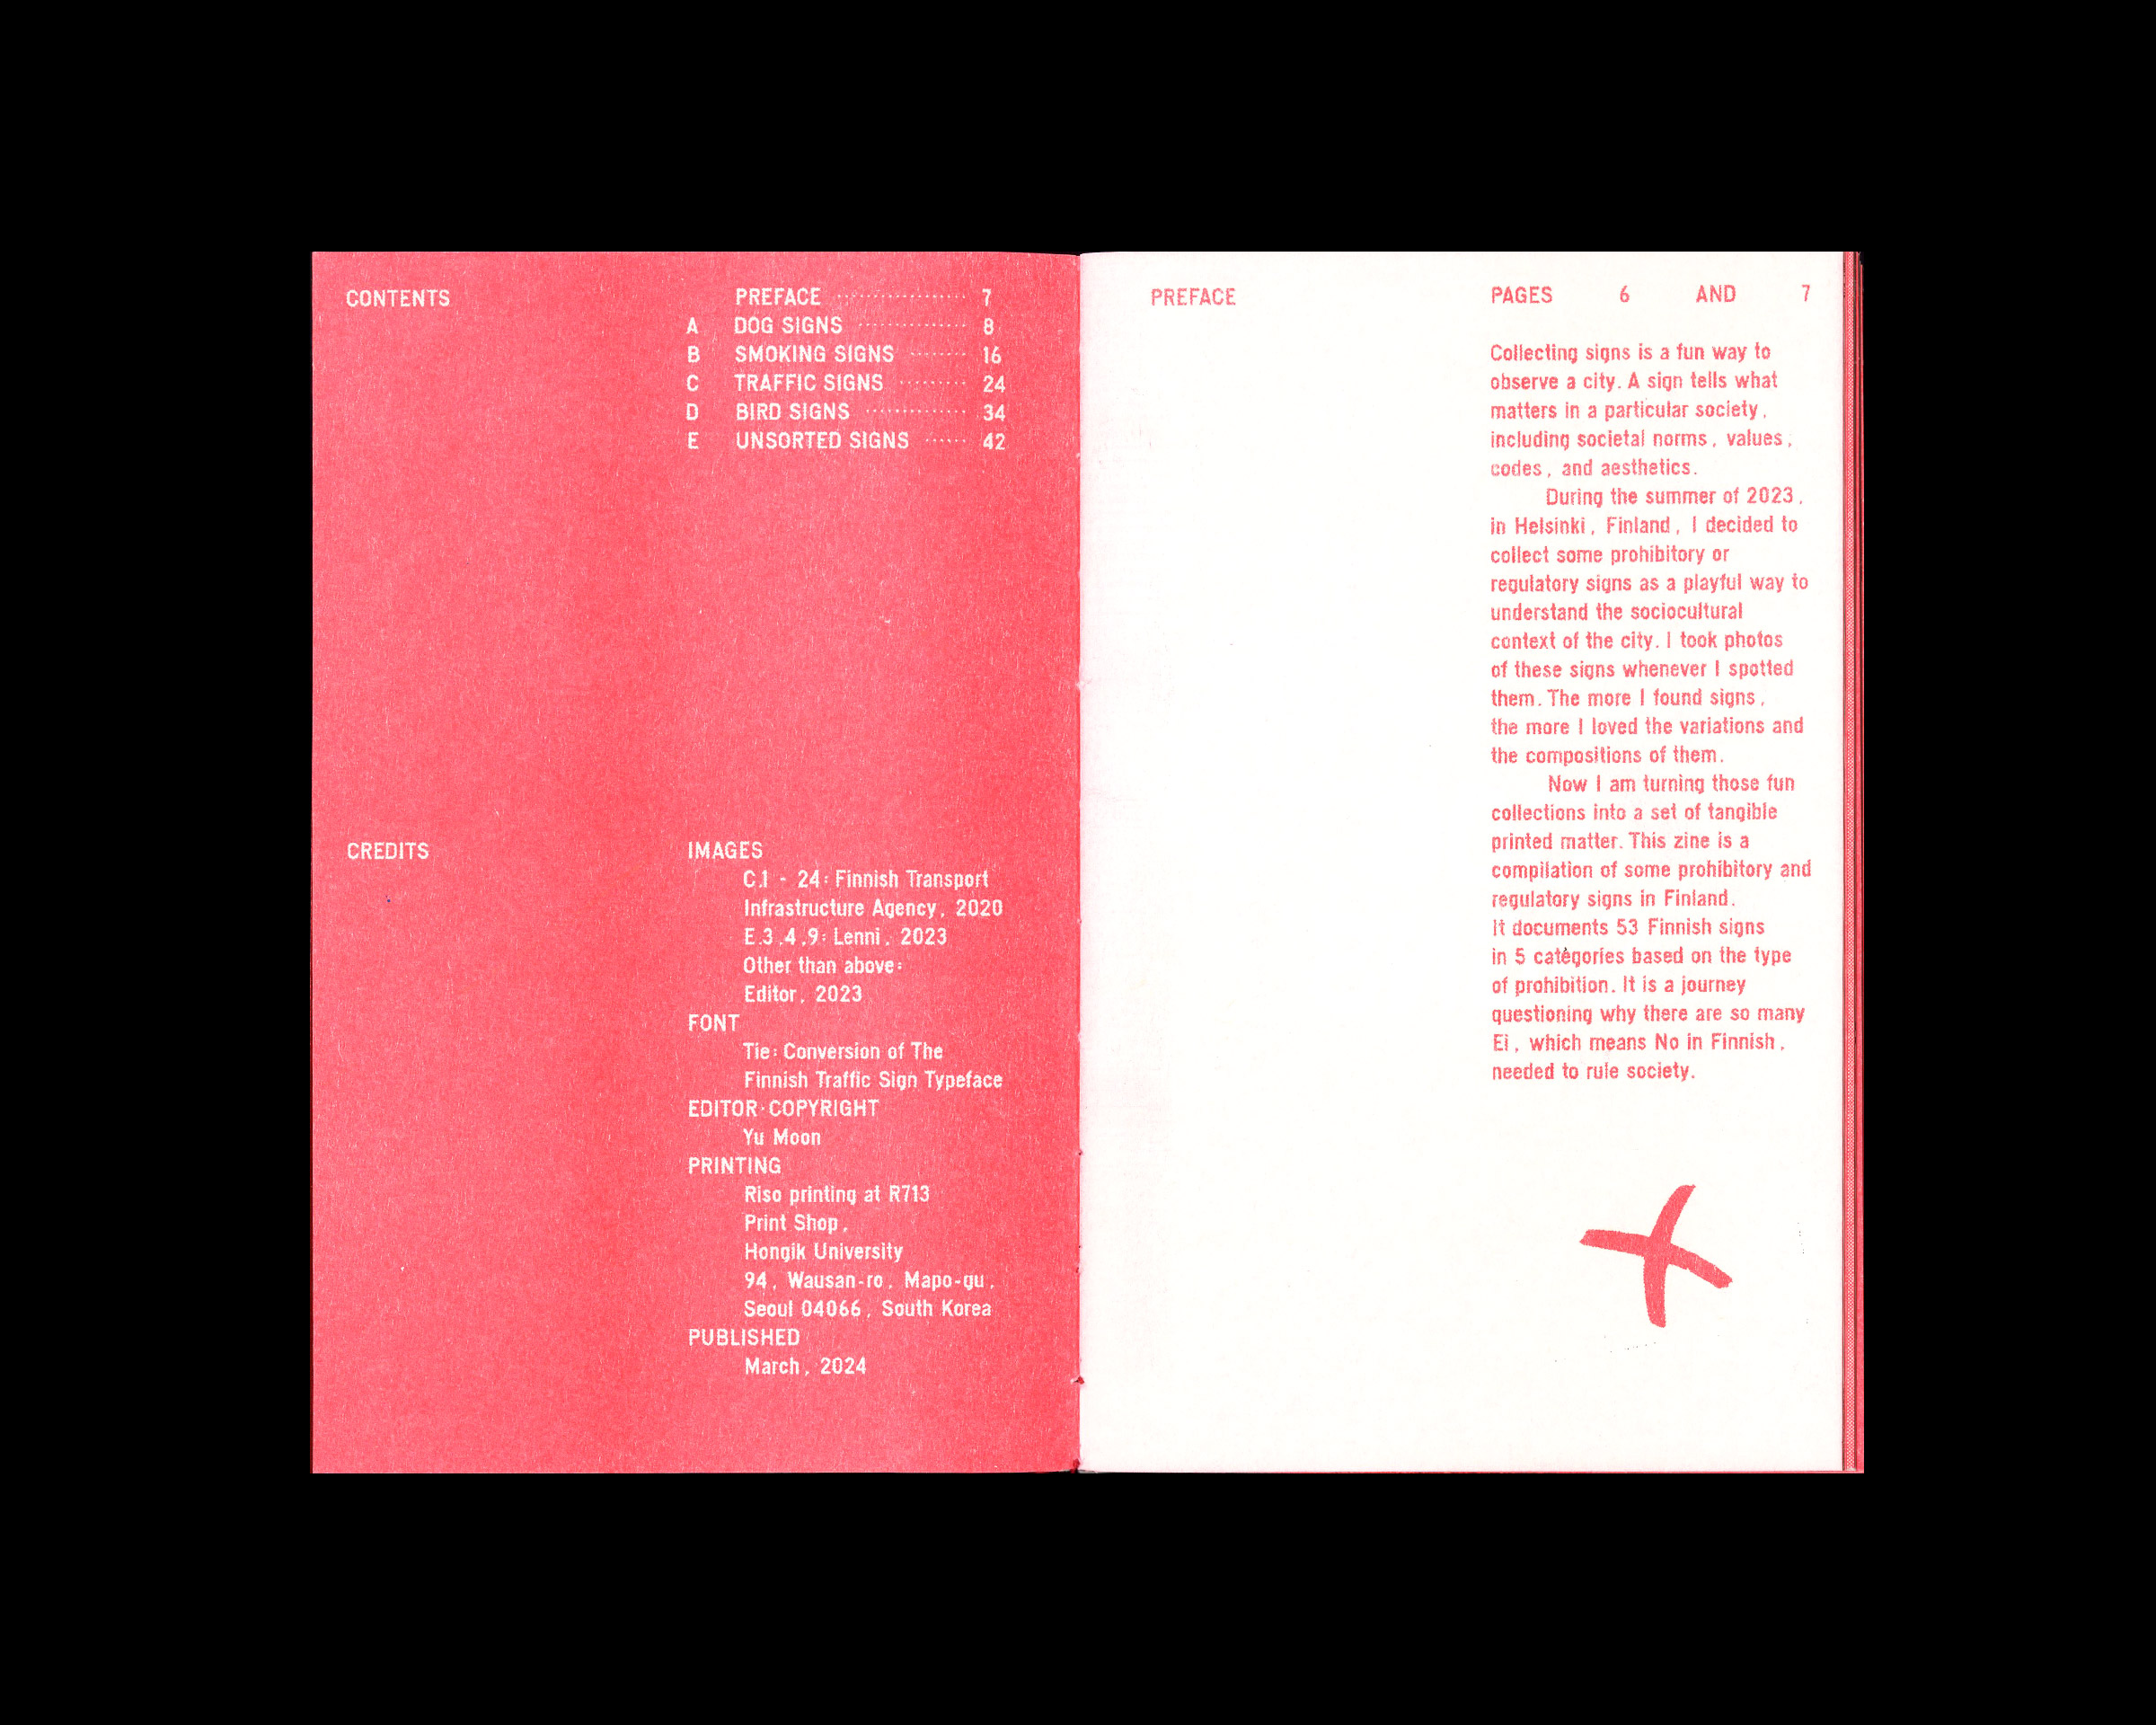 CONTENTS
PREFACE ·················· 7
A DOG SIGNS ··············· 8
B SMOKING SIGNS ········ 16
C TRAFFIC SIGNS ········· 24
D BIRD SIGNS ·············· 34
E UNSORTED SIGNS ······ 42
CREDITS
IMAGES
C.1 - 24: Finnish Transport
Infrastructure Agency, 2020
E.3,4,9: Lenni, 2023
Other than above:
Editor, 2023
FONT
Tie: Conversion of The
Finnish Traffic Sign Typeface
EDITOR·COPYRIGHT
Yu Moon
PRINTING
Riso printing at R713
Print Shop,
Hongik University
94, Wausan-ro, Mapo-gu,
Seoul 04066, South Korea
PUBLISHED
March, 2024
PREFACE
PAGES 6 AND 7
Collecting signs is a fun way to
observe a city. A sign tells what
matters in a particular society,
including societal norms, values,
codes, and aesthetics.
During the summer of 2023,
in Helsinki, Finland, I decided to
collect some prohibitory or
regulatory signs as a playful way to
understand the sociocultural
context of the city. I took photos
of these signs whenever I spotted
them. The more I found signs,
the more I loved the variations and
the compositions of them.
Now I am turning those fun
collections into a set of tangible
printed matter. This zine is a
compilation of some prohibitory and
regulatory signs in Finland.
It documents 53 Finnish signs
in 5 categories based on the type
of prohibition. It is a journey
questioning why there are so many
Ei, which means No in Finnish,
needed to rule society.